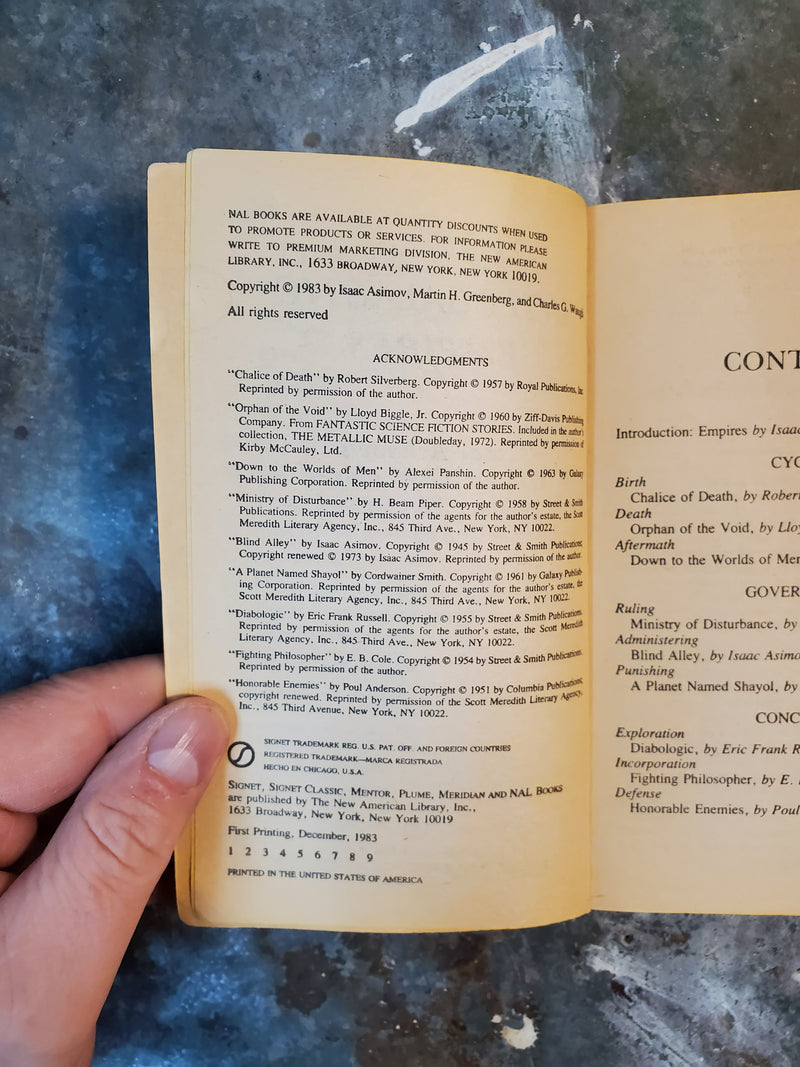 NAL BOOKS ARE AVAILABLE AT QUANTITY DISCOUNTS WHEN USED
TO PROMOTE PRODUCTS OR SERVICES. FOR INFORMATION PLEASE
WRITE TO PREMIUM MARKETING DIVISION, THE NEW AMERICAN
LIBRARY, INC., 1633 BROADWAY, NEW YORK, NEW YORK 10019.
Copyright © 1983 by Isaac Asimov, Martin H. Greenberg, and Charles G. Waugh
All rights reserved
ACKNOWLEDGMENTS
"Chalice of Death" by Robert Silverberg. Copyright © 1957 by Royal Publications, Inc.
Reprinted by permission of the author.
"Orphan of the Void" by Lloyd Biggle, Jr. Copyright © 1960 by Ziff-Davis Publishing
Company. From FANTASTIC SCIENCE FICTION STORIES. Included in the author's
collection, THE METALLIC MUSE (Doubleday, 1972). Reprinted by permission of
Kirby McCauley, Ltd.
"Down to the Worlds of Men" by Alexei Panshin. Copyright © 1963 by Galaxy
Publishing Corporation. Reprinted by permission of the author.
"Ministry of Disturbance" by H. Beam Piper. Copyright © 1958 by Street & Smith
Publications. Reprinted by permission of the agents for the author's estate, the Scott
Meredith Literary Agency, Inc., 845 Third Ave., New York, NY 10022.
"Blind Alley" by Isaac Asimov. Copyright © 1945 by Street & Smith Publications;
Copyright renewed © 1973 by Isaac Asimov. Reprinted by permission of the author.
"A Planet Named Shayol" by Cordwainer Smith. Copyright © 1961 by Galaxy Publish-
ing Corporation. Reprinted by permission of the agents for the author's estate, the
Scott Meredith Literary Agency, Inc., 845 Third Ave., New York, NY 10022.
"Diabologic" by Eric Frank Russell. Copyright © 1955 by Street & Smith Publications.
Reprinted by permission of the agents for the author's estate, the Scott Meredith
Literary Agency, Inc., 845 Third Ave., New York, NY 10022.
"Fighting Philosopher" by E. B. Cole. Copyright © 1954 by Street & Smith Publications.
Reprinted by permission of the author.
"Honorable Enemies" by Poul Anderson. Copyright © 1951 by Columbia Publications;
copyright renewed. Reprinted by permission of the Scott Meredith Literary Agency,
Inc., 845 Third Avenue, New York, NY 10022.
SIGNET TRADEMARK REG. U.S. PAT. OFF. AND FOREIGN COUNTRIES
REGISTERED TRADEMARK—MARCA REGISTRADA
HECHO EN CHICAGO, U.S.A.
SIGNET, SIGNET CLASSIC, MENTOR, PLUME, MERIDIAN AND NAL BOOKS
are published by The New American Library, Inc.,
1633 Broadway, New York, New York 10019
First Printing, December, 1983
1 2 3 4 5 6 7 8 9
PRINTED IN THE UNITED STATES OF AMERICA
CONT
Introduction: Empires by Isaac
CYC
Birth
Chalice of Death, by Robert
Death
Orphan of the Void, by Lloy
Aftermath
Down to the Worlds of Men
GOVER
Ruling
Ministry of Disturbance, by
Administering
Blind Alley, by Isaac Asimo
Punishing
A Planet Named Shayol, by
CONC
Exploration
Diabologic, by Eric Frank R
Incorporation
Fighting Philosopher, by E.
Defense
Honorable Enemies, by Poul